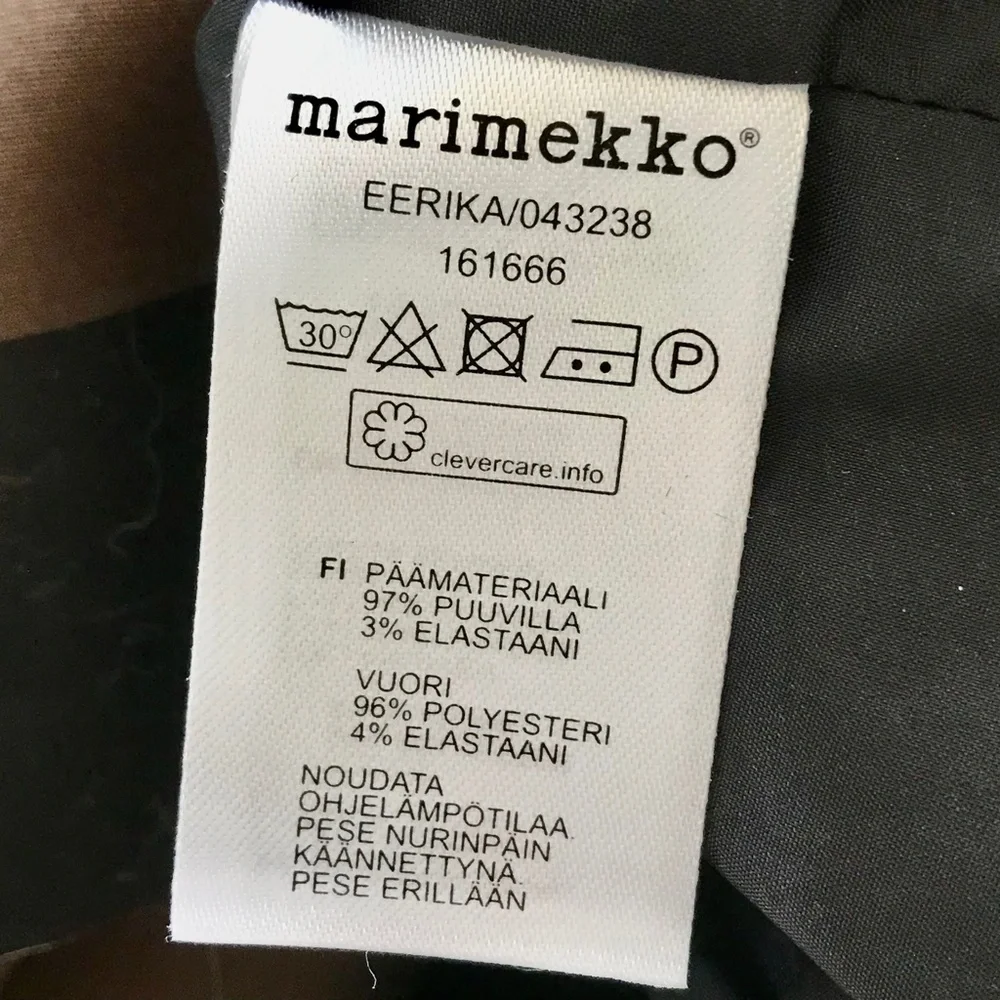 marimekko®
EERIKA/043238
161666
30°
P
clevercare.info
FI PÄÄMATERIAALI
97% PUUVILLA
3% ELASTAANI
VUORI
96% POLYESTERI
4% ELASTAANI
NOUDATA
OHJELÄMPÖTILAA.
PESE NURINPÄIN
KÄÄNNETTYNÄ.
PESE ERILLÄÄN